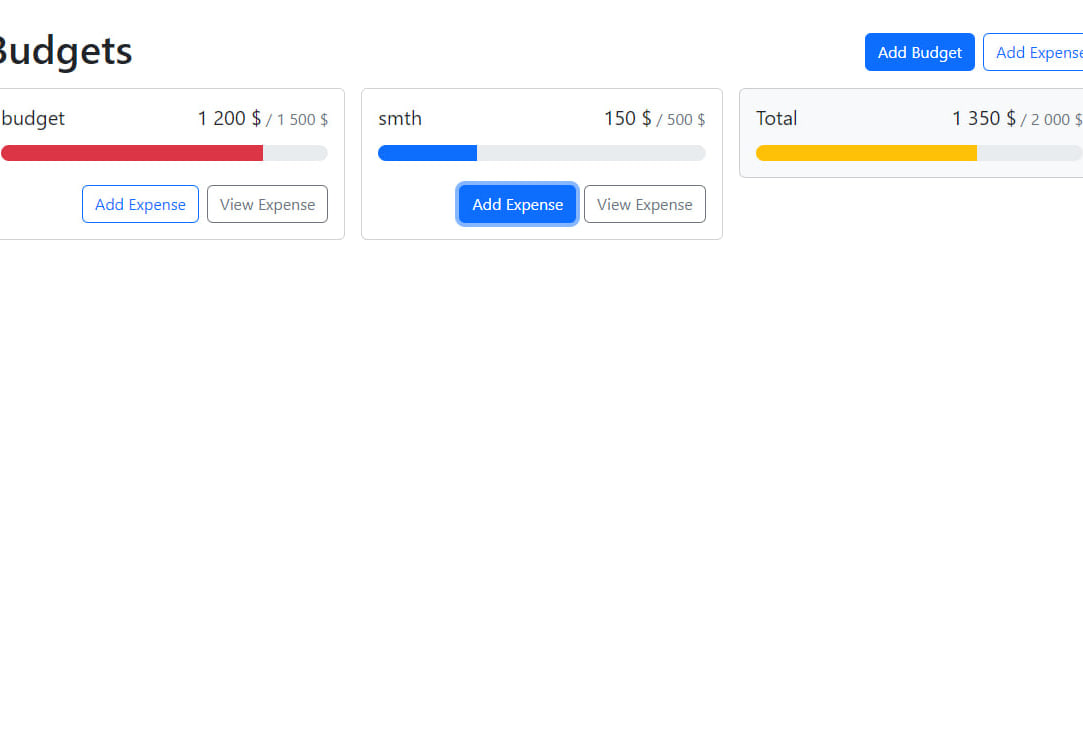 Budgets
Add Budget Add Expense
budget 1 200 $ / 1 500 $
Add Expense View Expense
smth 150 $ / 500 $
Add Expense View Expense
Total 1 350 $ / 2 000 $